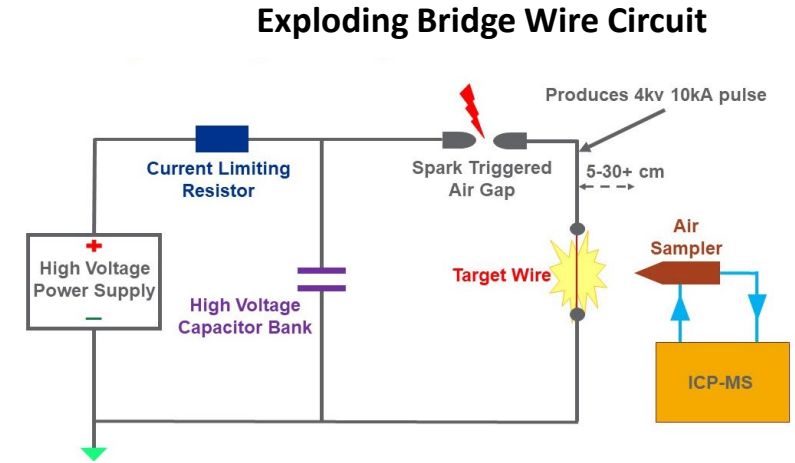 Exploding Bridge Wire Circuit
Produces 4kv 10kA pulse
Current Limiting
Resistor
Spark Triggered
Air Gap
5-30+ cm
Air
Sampler
+
High Voltage
Power Supply
–
Target Wire
High Voltage
Capacitor Bank
ICP-MS